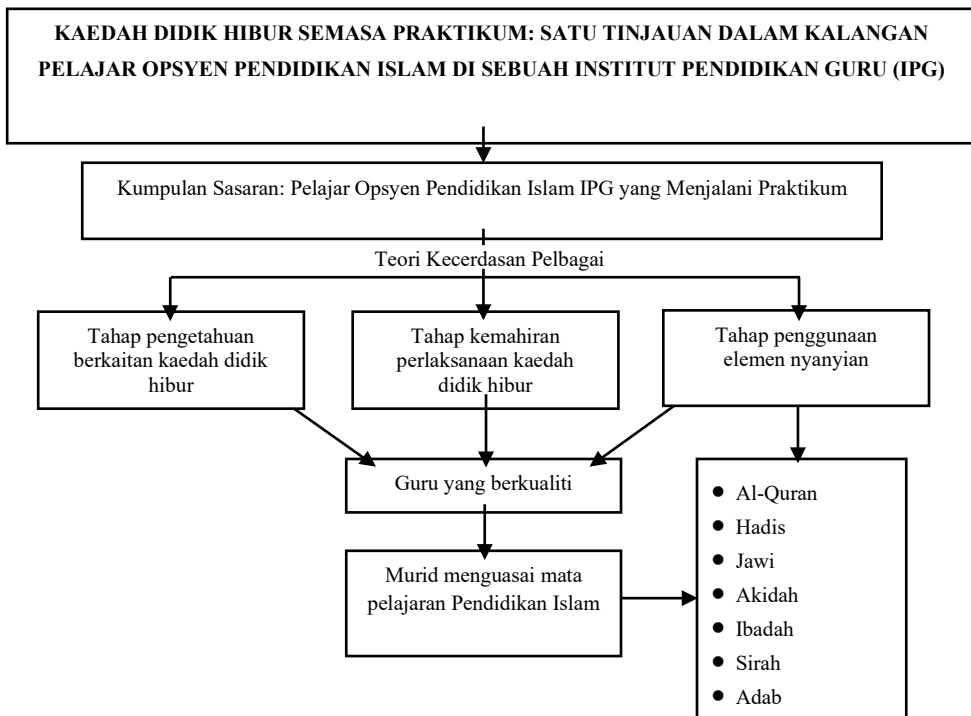 KAEDAH DIDIK HIBUR SEMASA PRAKTIKUM: SATU TINJAUAN DALAM KALANGAN
PELAJAR OPSYEN PENDIDIKAN ISLAM DI SEBUAH INSTITUT PENDIDIKAN GURU (IPG)
Kumpulan Sasaran: Pelajar Opsyen Pendidikan Islam IPG yang Menjalani Praktikum
Teori Kecerdasan Pelbagai
Tahap pengetahuan
berkaitan kaedah didik
hibur
Tahap kemahiran
perlaksanaan kaedah
didik hibur
Tahap penggunaan
elemen nyanyian
Guru yang berkualiti
Murid menguasai mata
pelajaran Pendidikan Islam
● Al-Quran
● Hadis
● Jawi
● Akidah
● Ibadah
● Sirah
● Adab